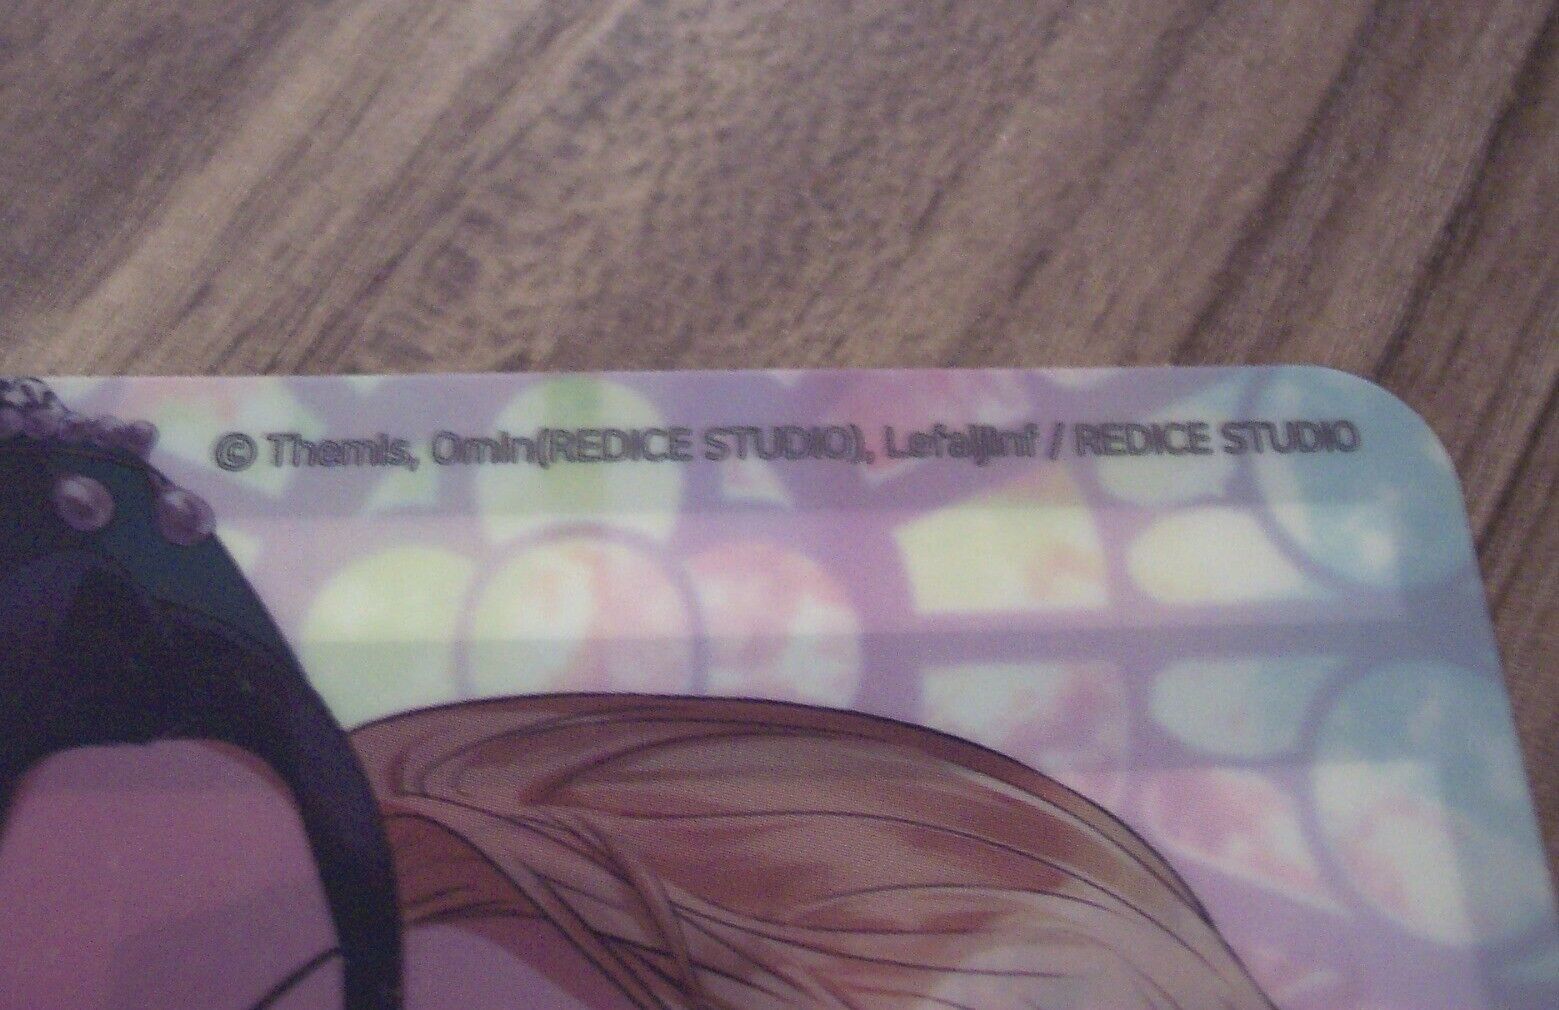 © Themis, Omin(REDICE STUDIO), Lefaljinf / REDICE STUDIO